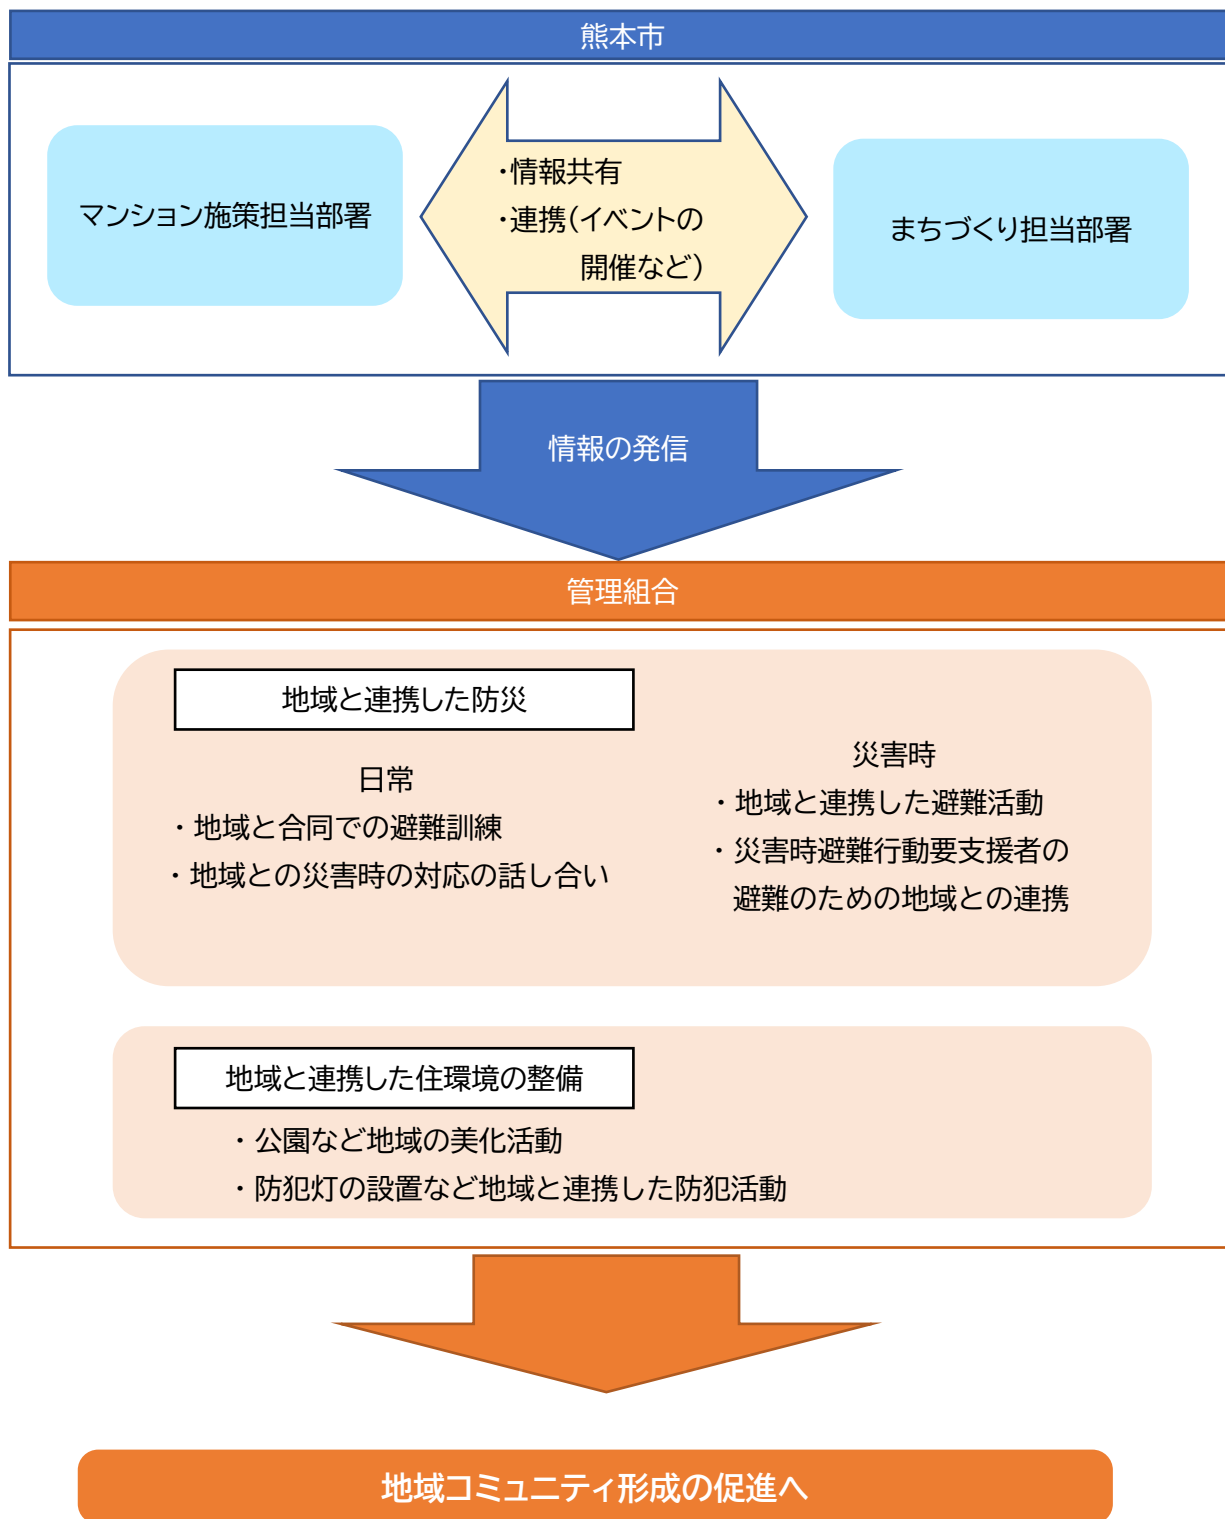 熊本市
マンション施策担当部署
・情報共有
・連携（イベントの
開催など）
まちづくり担当部署
情報の発信
管理組合
地域と連携した防災
日常
・地域と合同での避難訓練
・地域との災害時の対応の話し合い
災害時
・地域と連携した避難活動
・災害時避難行動要支援者の
避難のための地域との連携
地域と連携した住環境の整備
・公園など地域の美化活動
・防犯灯の設置など地域と連携した防犯活動
地域コミュニティ形成の促進へ